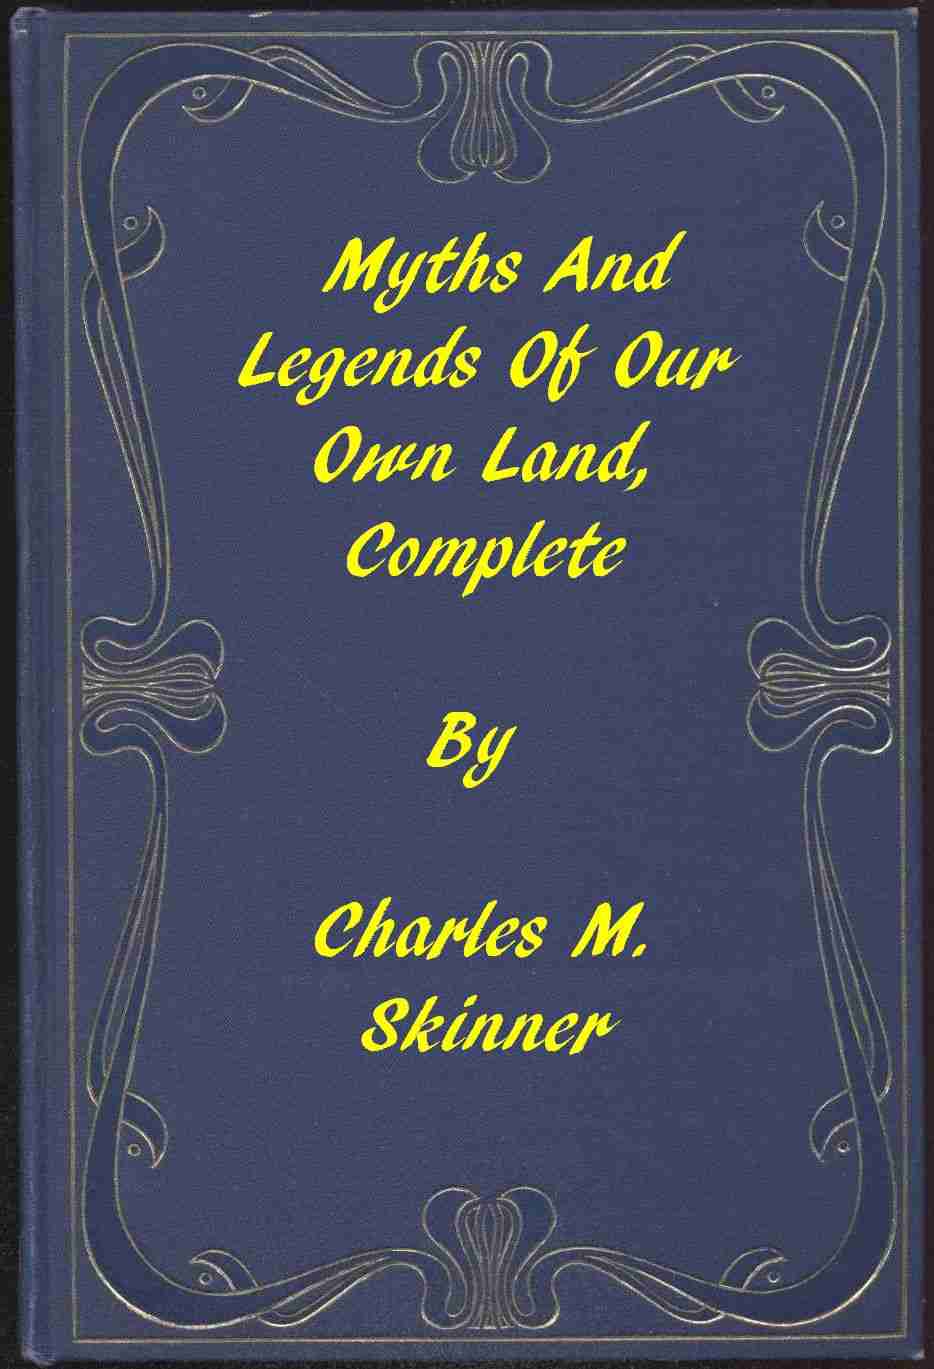 Myths And
Legends Of Our
Own Land,
Complete
By
Charles M.
Skinner